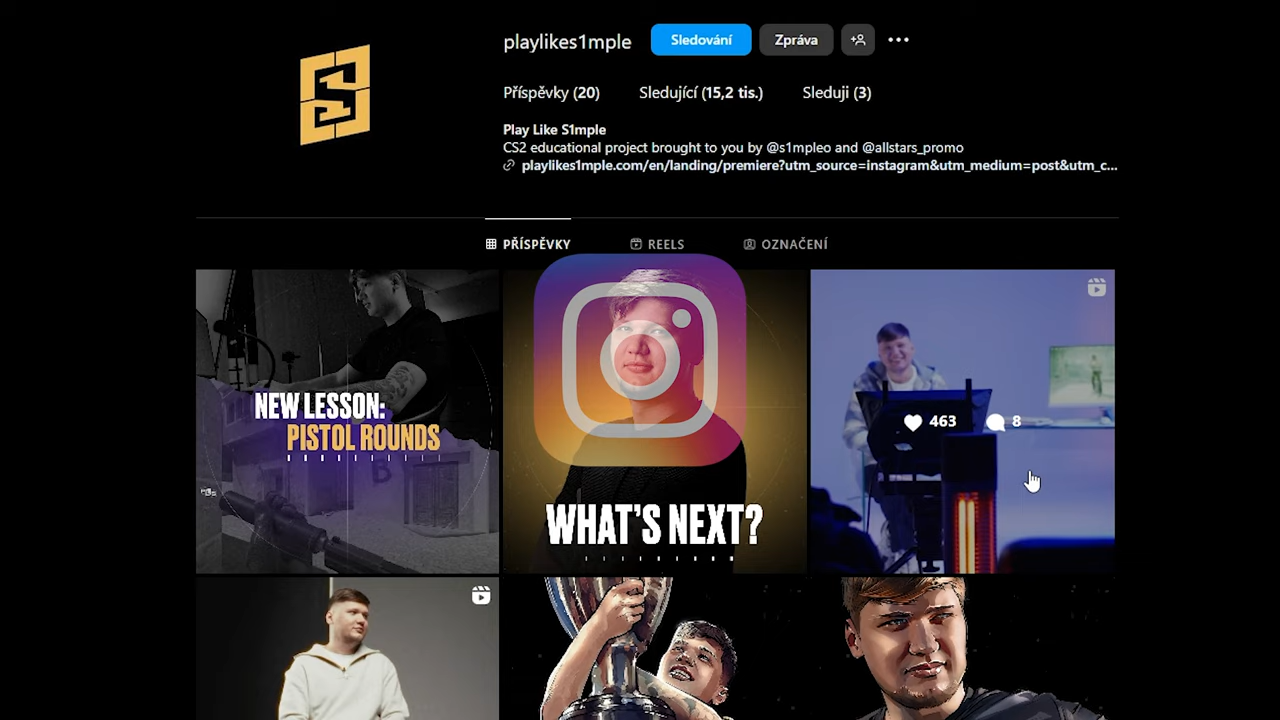 playlikes1mple Sledování Zpráva
Příspěvky (20) Sledující (15,2 tis.) Sleduji (3)
Play Like S1mple
CS2 educational project brought to you by @s1mpleo and @allstars_promo
playlikes1mple.com/en/landing/premiere?utm_source=instagram&utm_medium=post&utm_c...
PŘÍSPĚVKY REELS OZNAČENÍ
NEW LESSON:
PISTOL ROUNDS
B
WHAT'S NEXT?
463 8